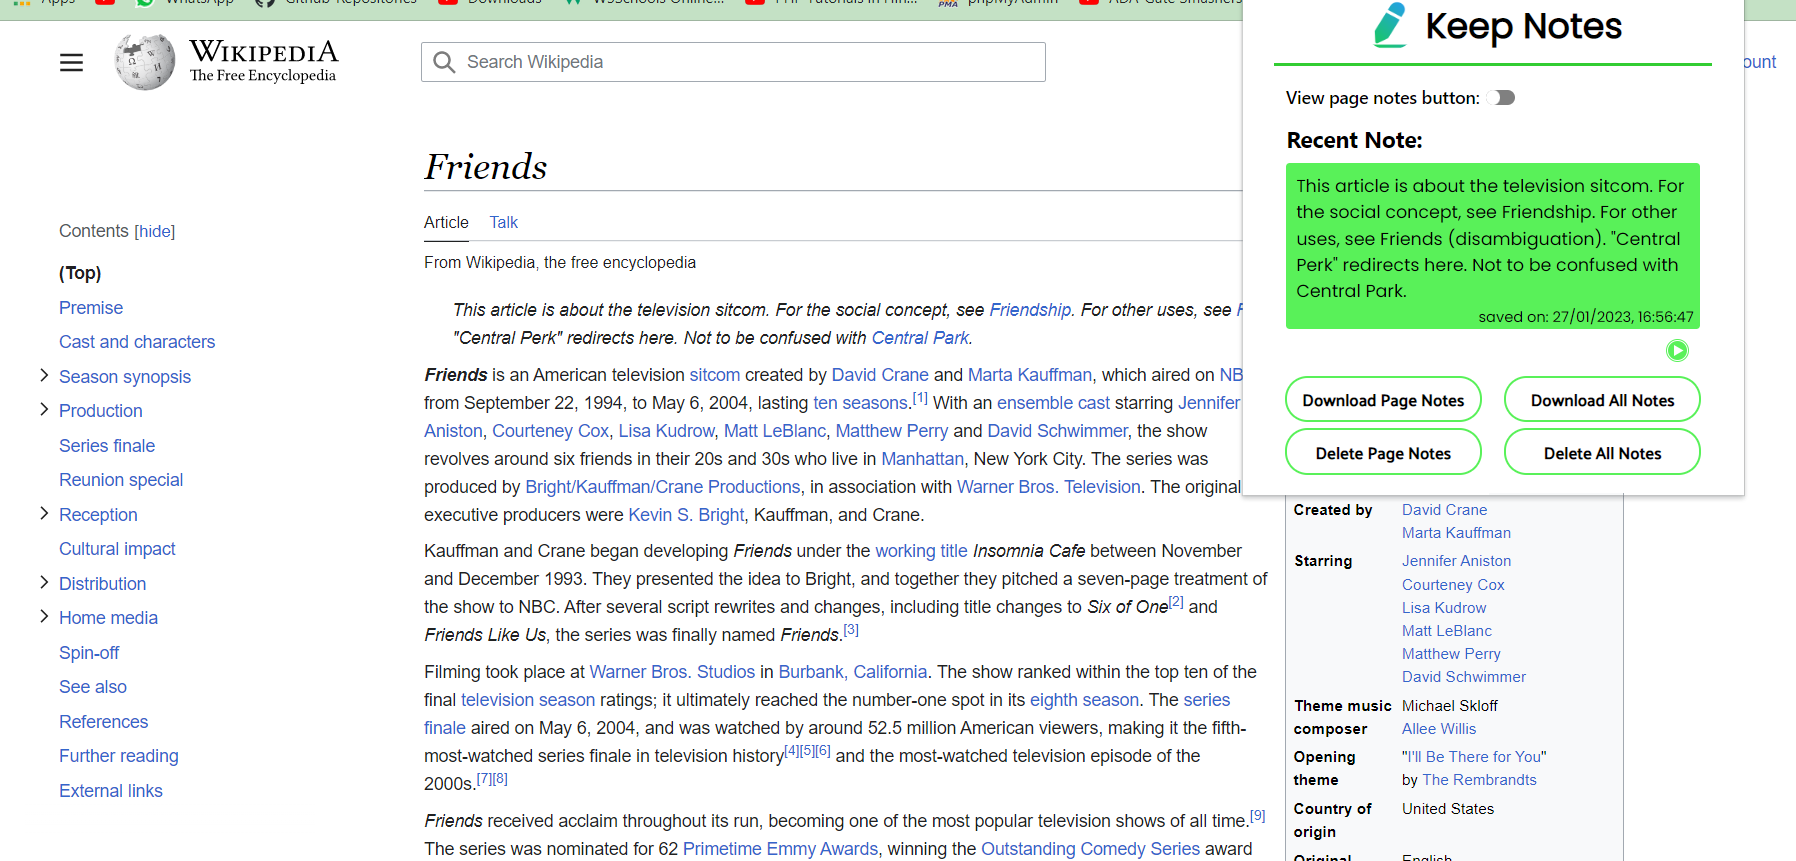 Apps WhatsApp Github-Repositories Downloads W3Schools Online... PHP Tutorials in Hin... phpMyAdmin ADA-Gate Smashers
WIKIPEDIA
The Free Encyclopedia
Search Wikipedia
ount
Friends
Article Talk
From Wikipedia, the free encyclopedia
This article is about the television sitcom. For the social concept, see Friendship. For other uses, see F
"Central Perk" redirects here. Not to be confused with Central Park.
Friends is an American television sitcom created by David Crane and Marta Kauffman, which aired on NB
from September 22, 1994, to May 6, 2004, lasting ten seasons.[1] With an ensemble cast starring Jennifer
Aniston, Courteney Cox, Lisa Kudrow, Matt LeBlanc, Matthew Perry and David Schwimmer, the show
revolves around six friends in their 20s and 30s who live in Manhattan, New York City. The series was
produced by Bright/Kauffman/Crane Productions, in association with Warner Bros. Television. The original
executive producers were Kevin S. Bright, Kauffman, and Crane.
Kauffman and Crane began developing Friends under the working title Insomnia Cafe between November
and December 1993. They presented the idea to Bright, and together they pitched a seven-page treatment of
the show to NBC. After several script rewrites and changes, including title changes to Six of One[2] and
Friends Like Us, the series was finally named Friends.[3]
Filming took place at Warner Bros. Studios in Burbank, California. The show ranked within the top ten of the
final television season ratings; it ultimately reached the number-one spot in its eighth season. The series
finale aired on May 6, 2004, and was watched by around 52.5 million American viewers, making it the fifth-
most-watched series finale in television history[4][5][6] and the most-watched television episode of the
2000s.[7][8]
Friends received acclaim throughout its run, becoming one of the most popular television shows of all time.[9]
The series was nominated for 62 Primetime Emmy Awards, winning the Outstanding Comedy Series award
Contents [hide]
(Top)
Premise
Cast and characters
Season synopsis
Production
Series finale
Reunion special
Reception
Cultural impact
Distribution
Home media
Spin-off
See also
References
Further reading
External links
Keep Notes
View page notes button:
Recent Note:
This article is about the television sitcom. For
the social concept, see Friendship. For other
uses, see Friends (disambiguation). "Central
Perk" redirects here. Not to be confused with
Central Park.
saved on: 27/01/2023, 16:56:47
Download Page Notes Download All Notes
Delete Page Notes Delete All Notes
Created by David Crane
Marta Kauffman
Starring Jennifer Aniston
Courteney Cox
Lisa Kudrow
Matt LeBlanc
Matthew Perry
David Schwimmer
Theme music Michael Skloff
composer Allee Willis
Opening "I'll Be There for You"
theme by The Rembrandts
Country of United States
origin
Original English